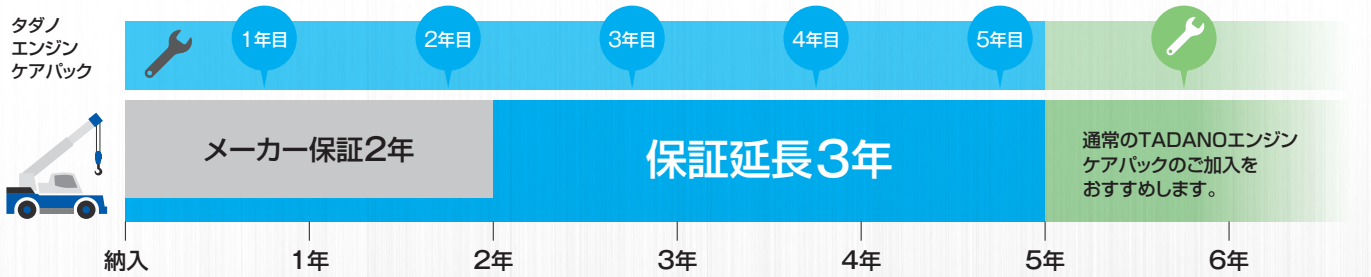 タダノ
エンジン
ケアパック
1年目
2年目
3年目
4年目
5年目
メーカー保証2年
保証延長3年
通常のTADANOエンジン
ケアパックのご加入を
おすすめします。
納入
1年
2年
3年
4年
5年
6年